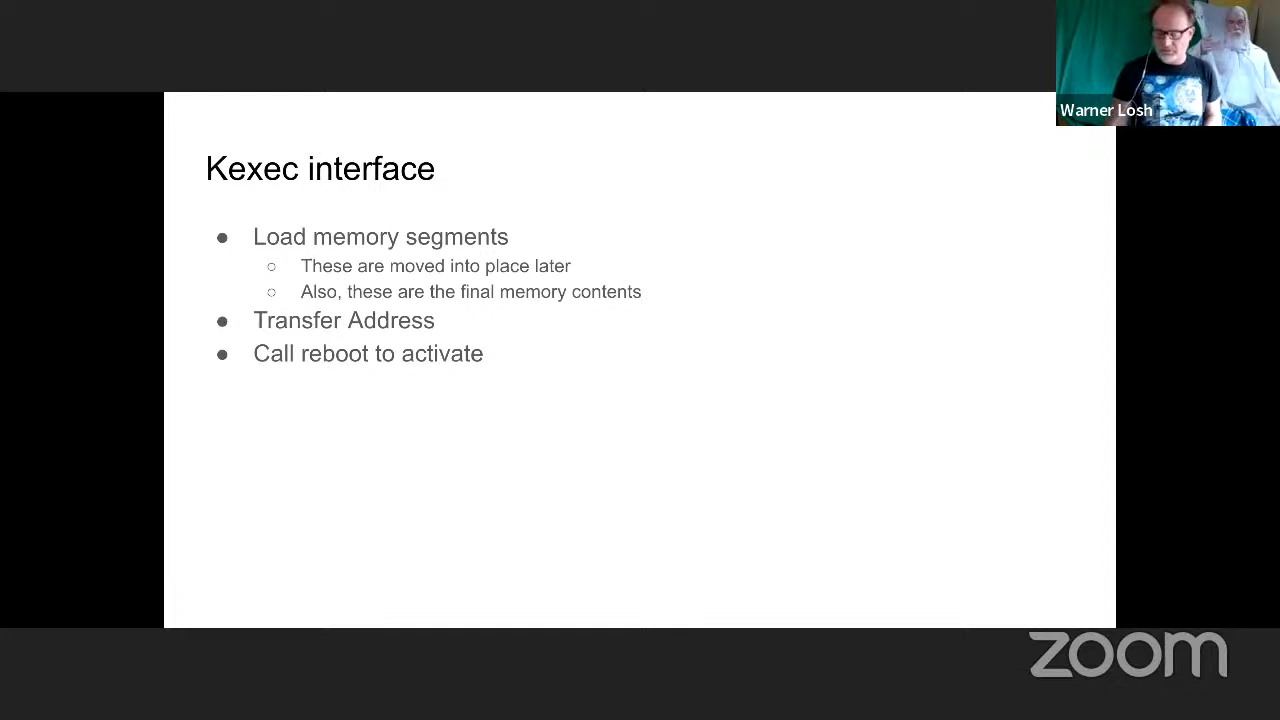 Warner Losh
Kexec interface
● Load memory segments
○ These are moved into place later
○ Also, these are the final memory contents
● Transfer Address
● Call reboot to activate
zoom